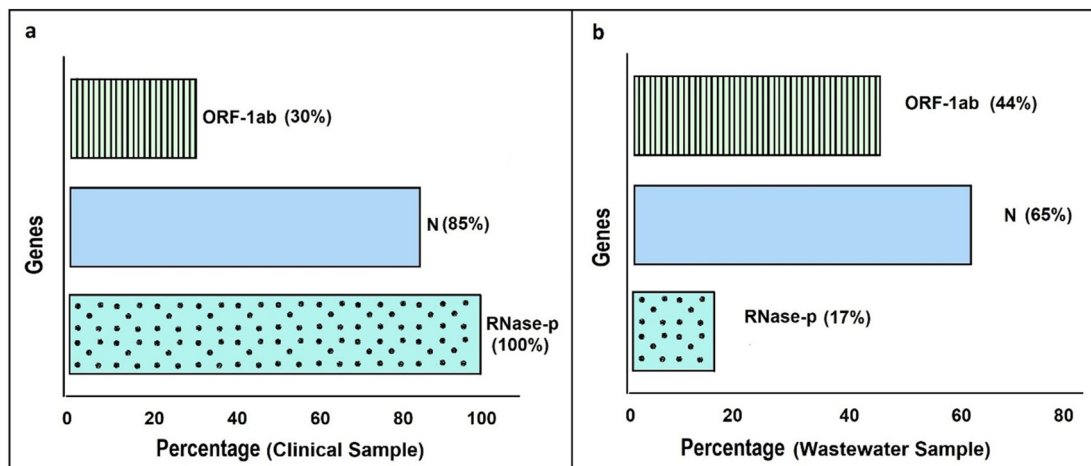 a
ORF-1ab (30%)
N (85%)
RNase-p
(100%)
Genes
0 20 40 60 80 100
Percentage (Clinical Sample)
b
ORF-1ab (44%)
N (65%)
RNase-p (17%)
Genes
0 20 40 60 80
Percentage (Wastewater Sample)